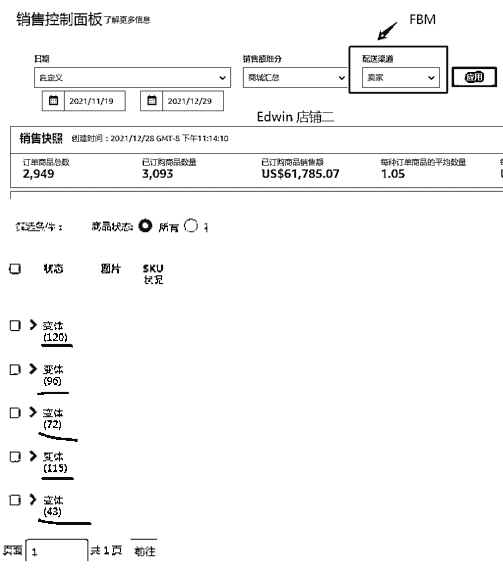 销售控制面板 了解更多信息
FBM
日期 销售额细分 配送渠道
自定义 商城汇总 卖家 应用
2021/11/19 2021/12/29
Edwin 店铺二
销售快照 创建时间：2021/12/28 GMT-8 下午11:14:10
订单商品总数 已订购商品数量 已订购商品销售额 每种订单商品的平均数量
2,949 3,093 US$61,785.07 1.05
筛选条件： 商品状态: 所有
状态 图片 SKU
状况
变体
(120)
变体
(96)
变体
(72)
变体
(115)
变体
(43)
页面 1 共 1 页 前往